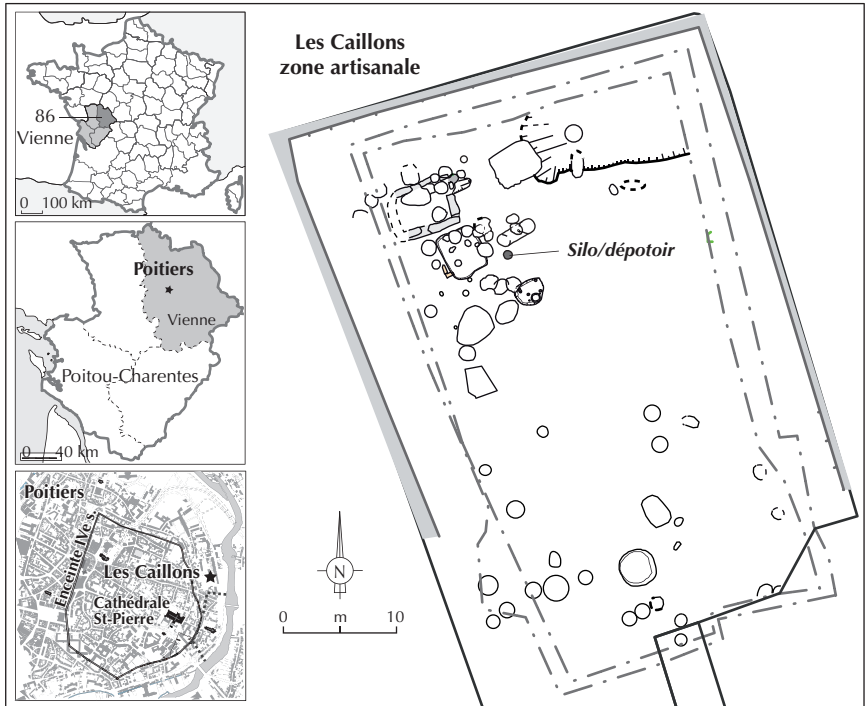 86
Vienne
0 100 km
Poitiers
Vienne
Poitou-Charentes
0 40 km
Poitiers
Enceinte IVe s.
Les Caillons
Cathédrale
St-Pierre
Les Caillons
zone artisanale
Silo/dépotoir
N
0 m 10